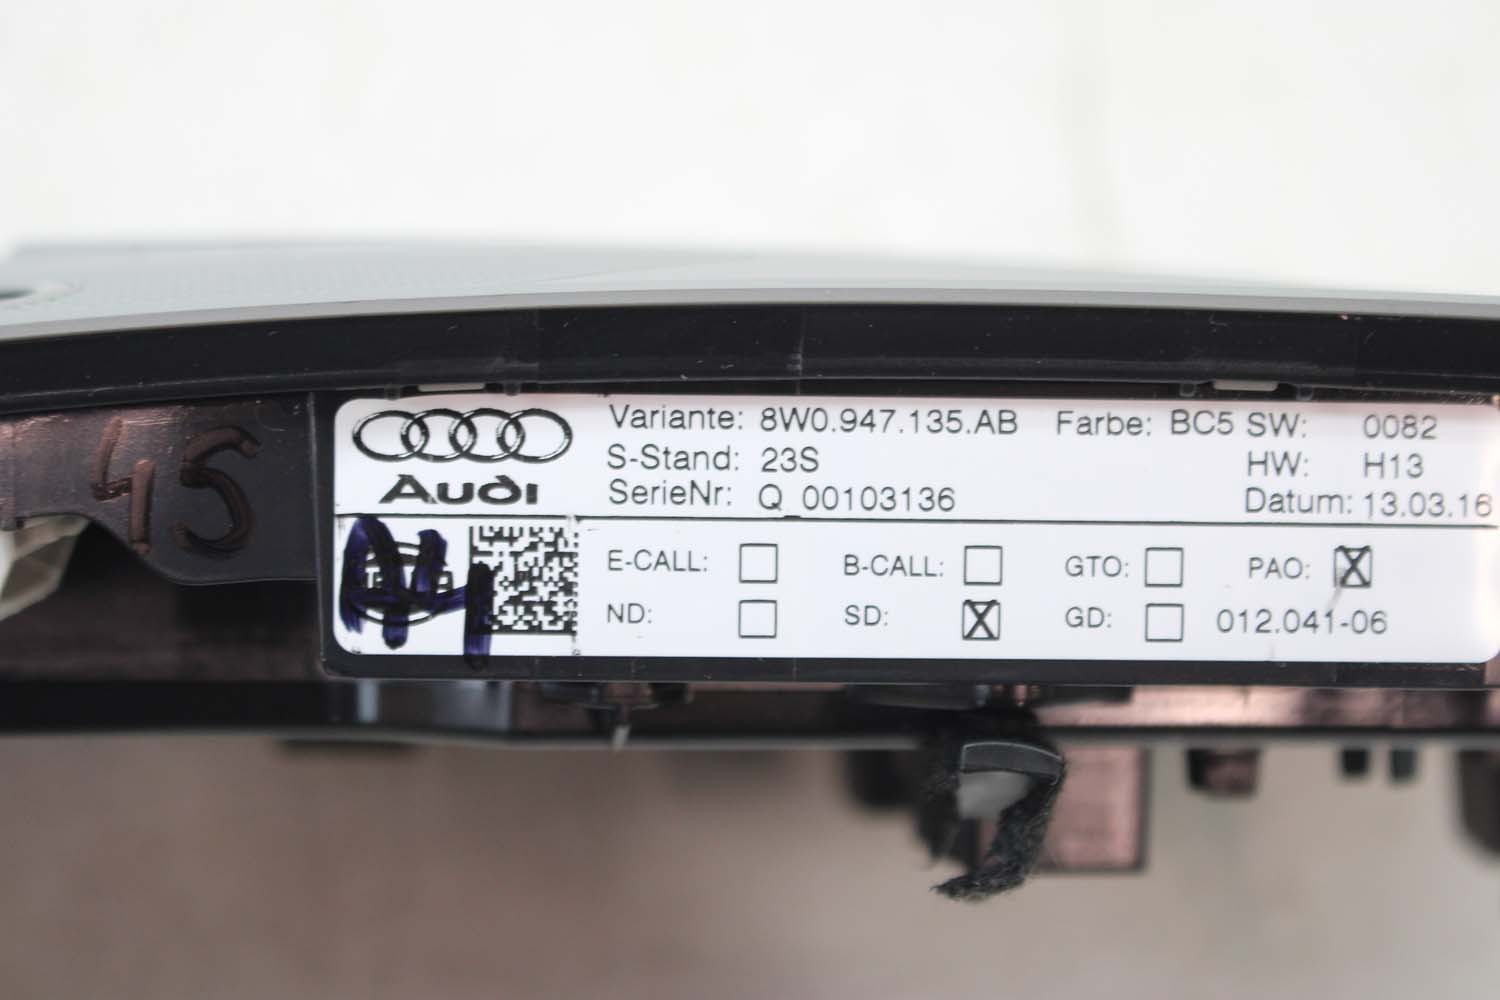 45
Audi
Variante: 8W0.947.135.AB Farbe: BC5 SW: 0082
S-Stand: 23S HW: H13
SerieNr: Q_00103136 Datum: 13.03.16
E-CALL: B-CALL: GTO: PAO: X
ND: SD: X GD: 012.041-06